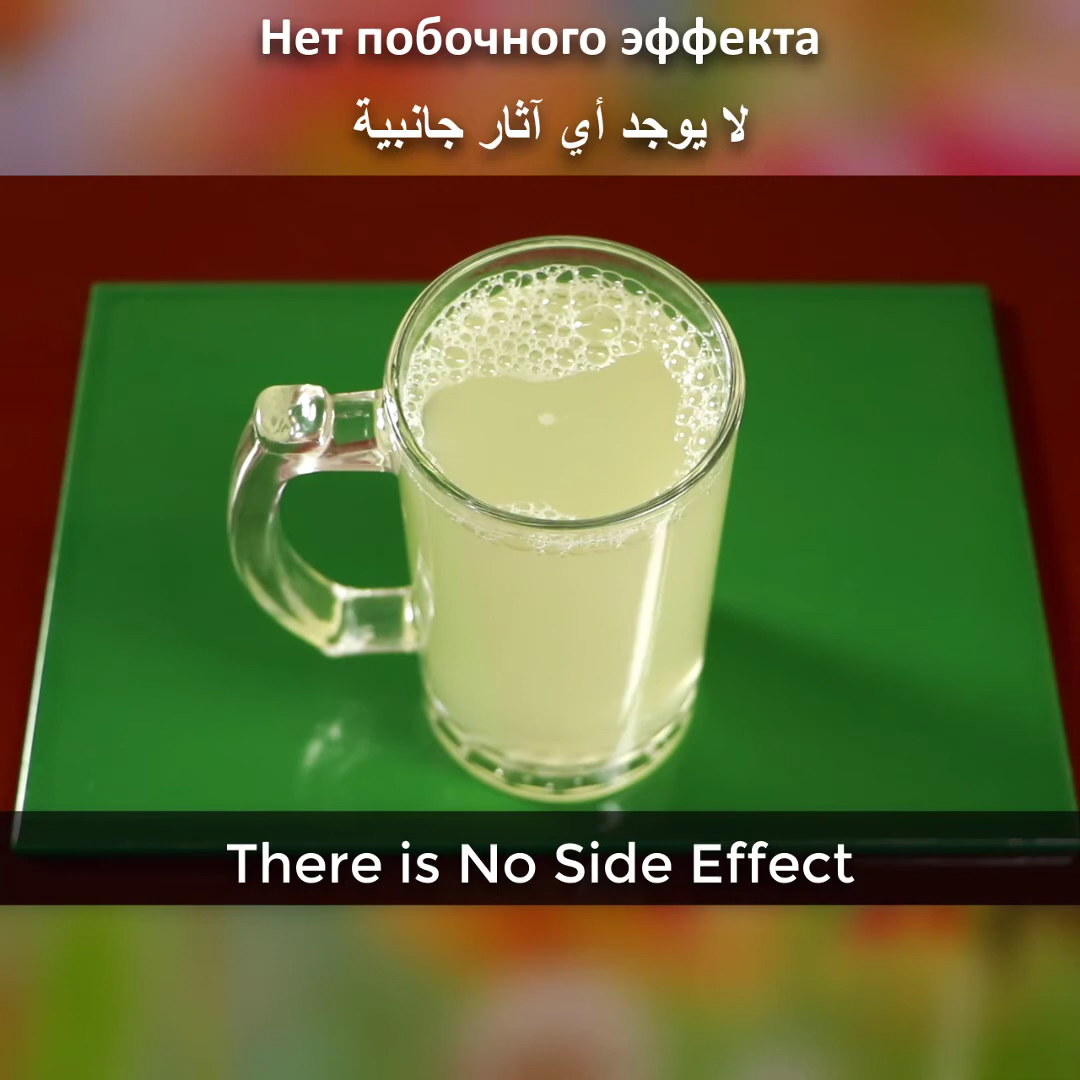 Нет побочного эффекта
لا يوجد أي آثار جانبية
There is No Side Effect